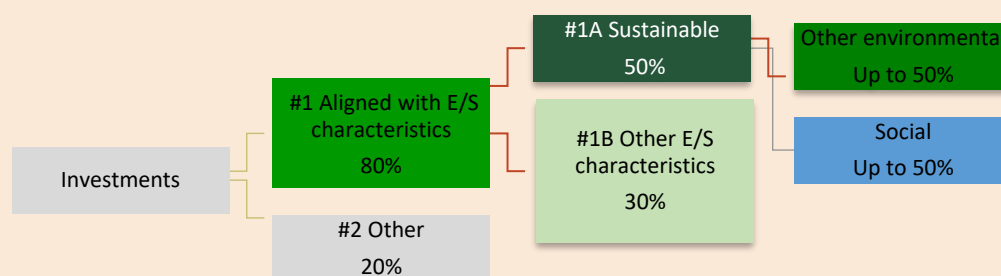 #1A Sustainable
50%
Other environmenta
Up to 50%
#1 Aligned with E/S
characteristics
80%
#1B Other E/S
characteristics
30%
Social
Up to 50%
Investments
#2 Other
20%